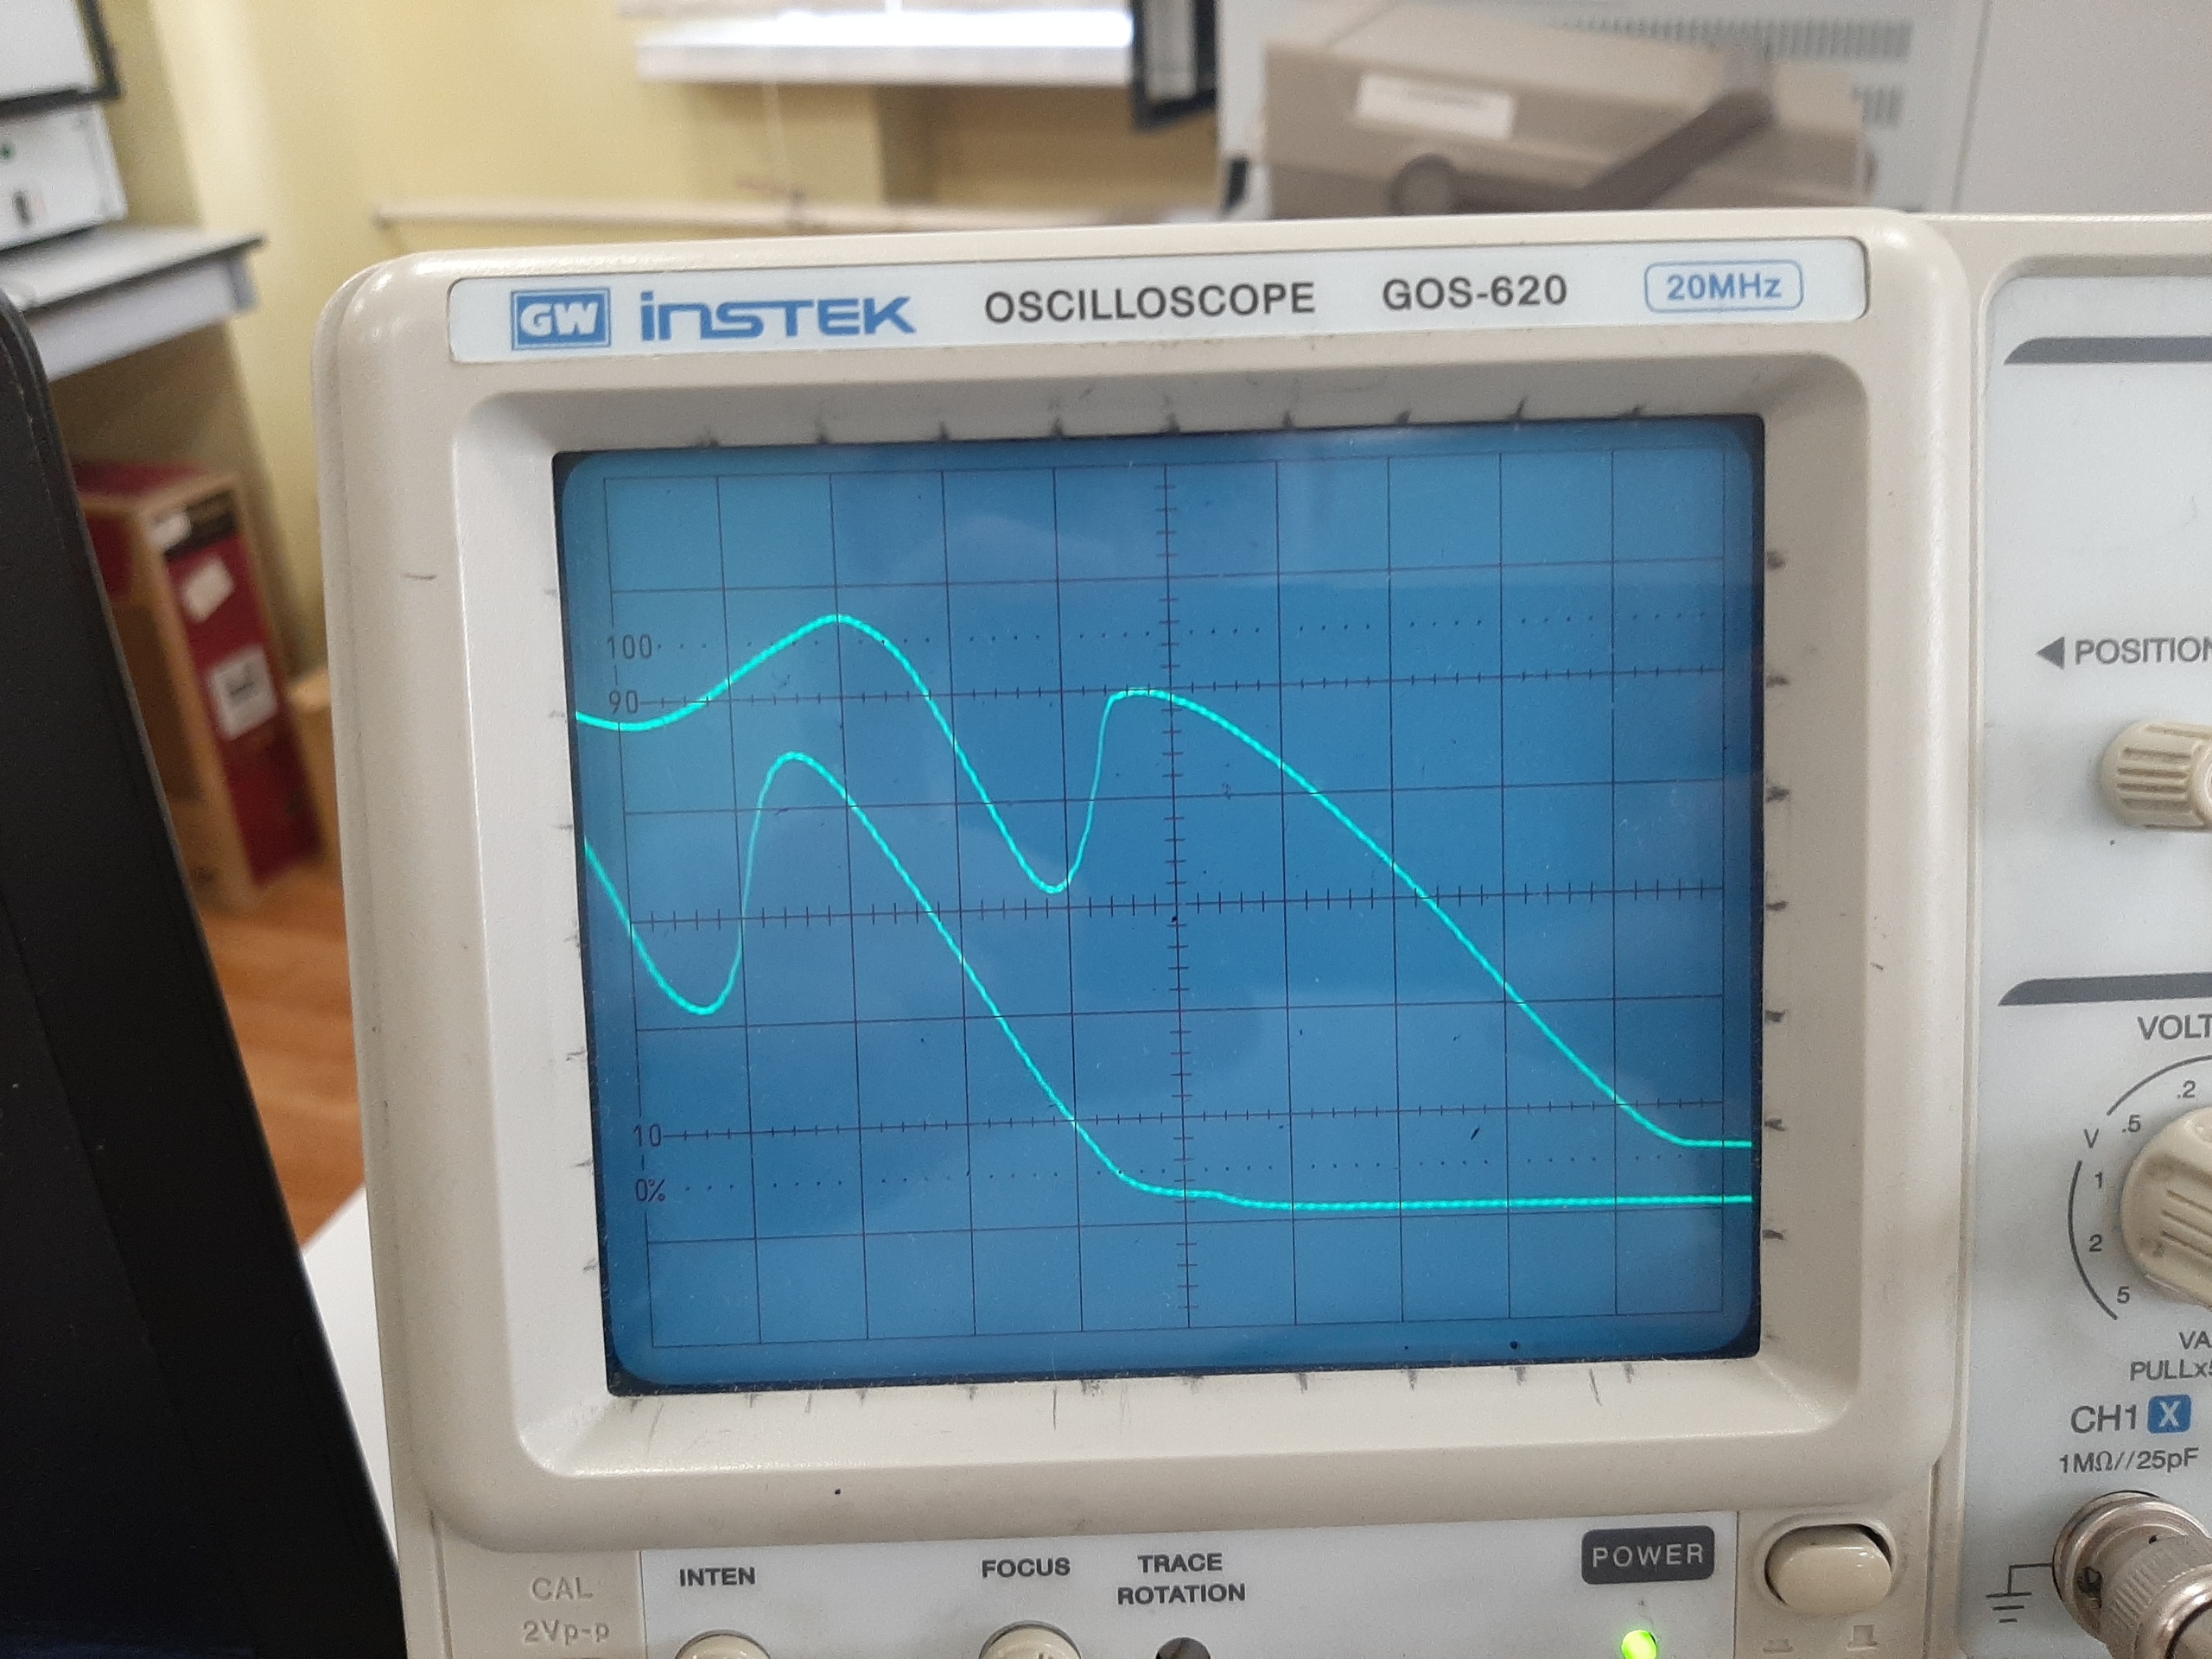 GW INSTEK OSCILLOSCOPE GOS-620 20MHz
100
90
10
0%
◀ POSITION
VOLT
.2
.5
V
1
2
5
VA
PULLx5
CH1 X
1MΩ//25pF
POWER
INTEN FOCUS TRACE
ROTATION
CAL
2Vp-p